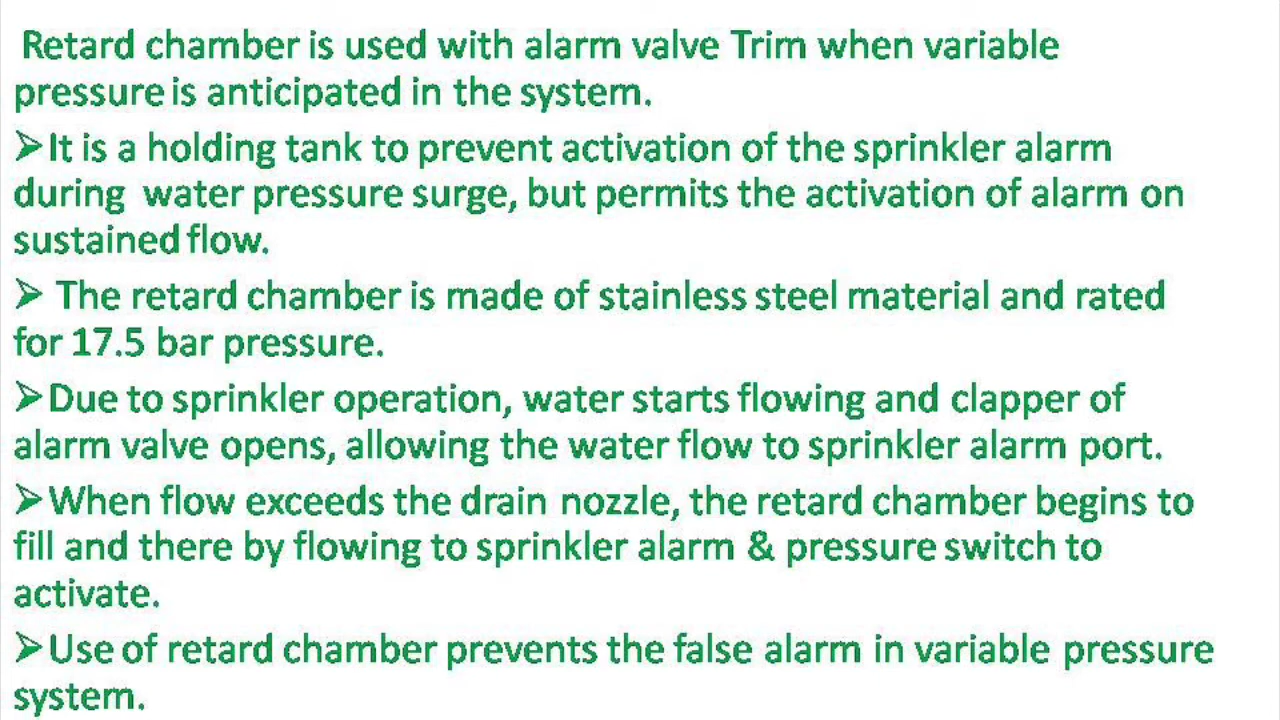 Retard chamber is used with alarm valve Trim when variable
pressure is anticipated in the system.
➢It is a holding tank to prevent activation of the sprinkler alarm
during water pressure surge, but permits the activation of alarm on
sustained flow.
➢ The retard chamber is made of stainless steel material and rated
for 17.5 bar pressure.
➢Due to sprinkler operation, water starts flowing and clapper of
alarm valve opens, allowing the water flow to sprinkler alarm port.
➢When flow exceeds the drain nozzle, the retard chamber begins to
fill and there by flowing to sprinkler alarm & pressure switch to
activate.
➢Use of retard chamber prevents the false alarm in variable pressure
system.